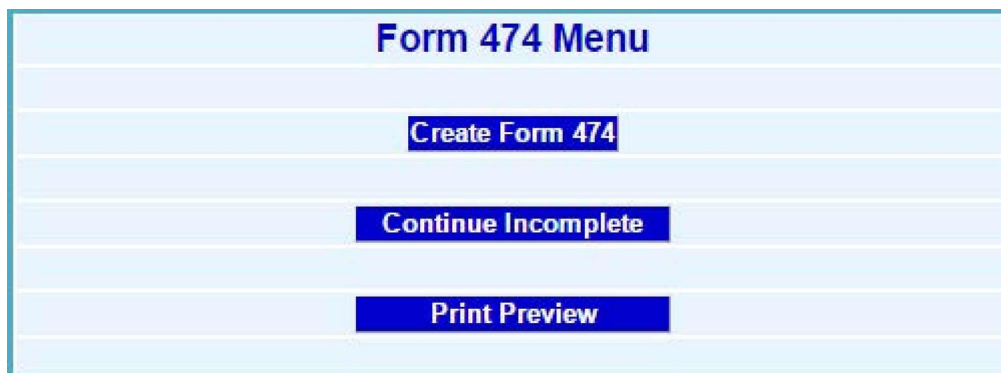 Form 474 Menu
Create Form 474
Continue Incomplete
Print Preview